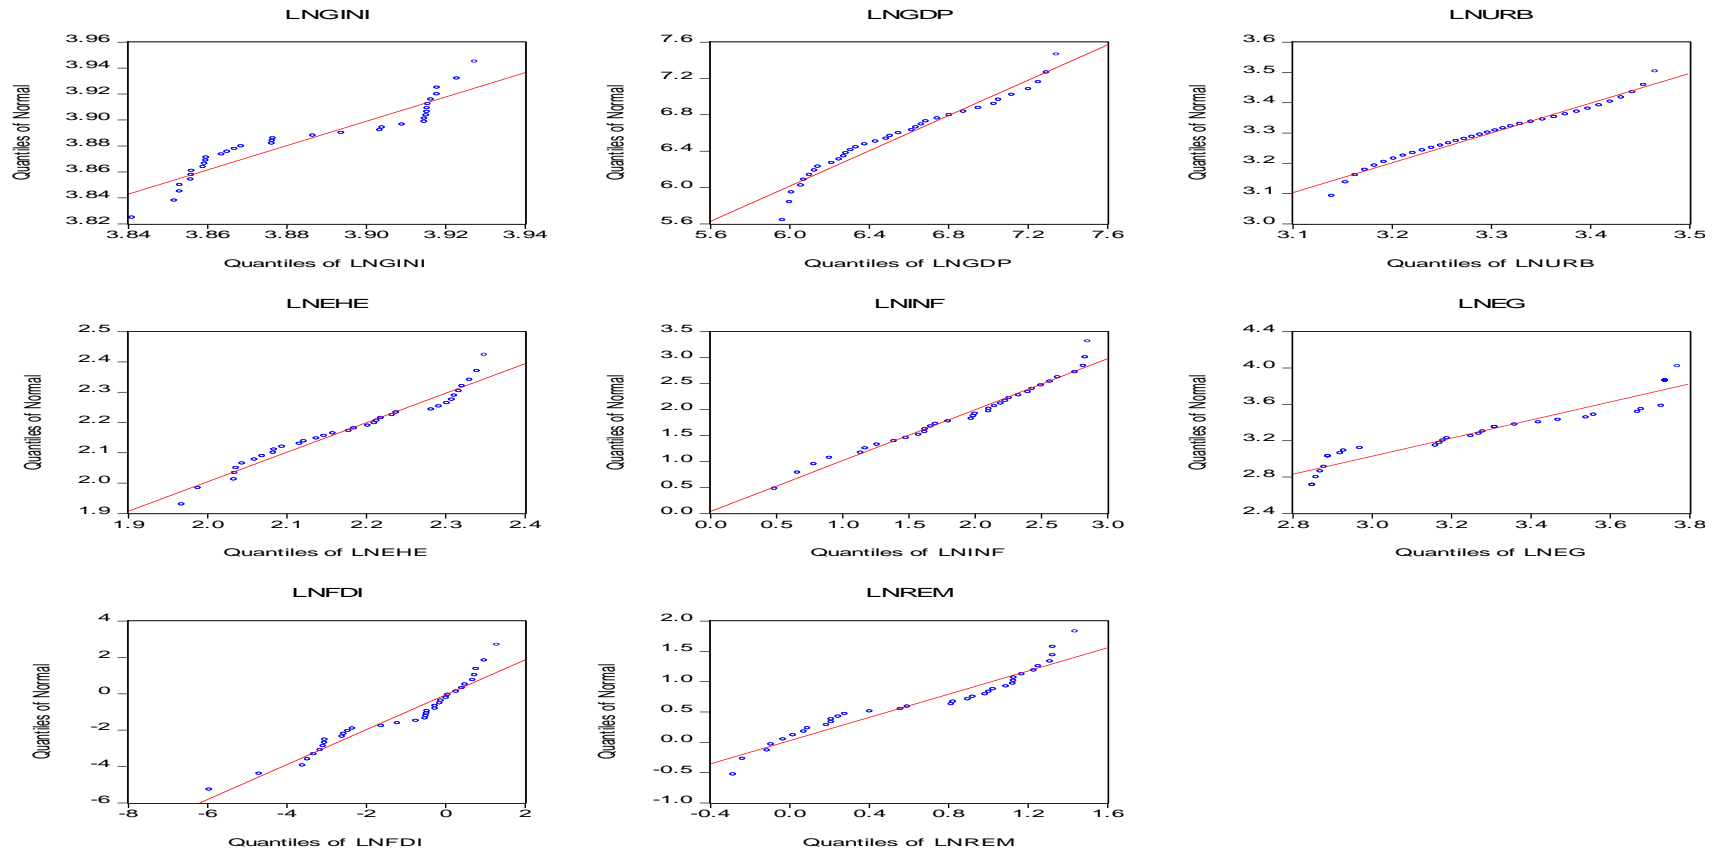 LNGINI
3.96
3.94
3.92
3.90
3.88
3.86
3.84
3.82
Quantiles of Normal
3.84 3.86 3.88 3.90 3.92 3.94
Quantiles of LNGINI
LNGDP
7.6
7.2
6.8
6.4
6.0
5.6
Quantiles of Normal
5.6 6.0 6.4 6.8 7.2 7.6
Quantiles of LNGDP
LNURB
3.6
3.5
3.4
3.3
3.2
3.1
3.0
Quantiles of Normal
3.1 3.2 3.3 3.4 3.5
Quantiles of LNURB
LNEHE
2.5
2.4
2.3
2.2
2.1
2.0
1.9
Quantiles of Normal
1.9 2.0 2.1 2.2 2.3 2.4
Quantiles of LNEHE
LNINF
3.5
3.0
2.5
2.0
1.5
1.0
0.5
0.0
Quantiles of Normal
0.0 0.5 1.0 1.5 2.0 2.5 3.0
Quantiles of LNINF
LNEG
4.4
4.0
3.6
3.2
2.8
2.4
Quantiles of Normal
2.8 3.0 3.2 3.4 3.6 3.8
Quantiles of LNEG
LNFDI
4
2
0
-2
-4
-6
Quantiles of Normal
-8 -6 -4 -2 0 2
Quantiles of LNFDI
LNREM
2.0
1.5
1.0
0.5
0.0
-0.5
-1.0
Quantiles of Normal
-0.4 0.0 0.4 0.8 1.2 1.6
Quantiles of LNREM